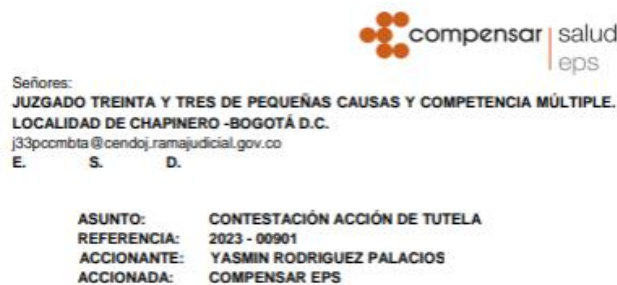 compensar salud
eps
Señores:
JUZGADO TREINTA Y TRES DE PEQUEÑAS CAUSAS Y COMPETENCIA MÚLTIPLE.
LOCALIDAD DE CHAPINERO -BOGOTÁ D.C.
j33pccmbta@cendoj.ramajudicial.gov.co
E. S. D.
ASUNTO: CONTESTACIÓN ACCIÓN DE TUTELA
REFERENCIA: 2023 - 00901
ACCIONANTE: YASMIN RODRIGUEZ PALACIOS
ACCIONADA: COMPENSAR EPS